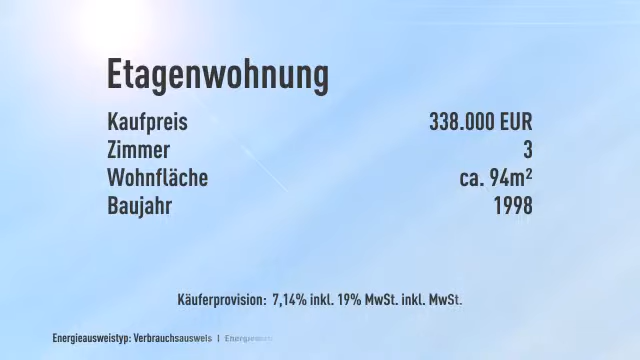 Etagenwohnung
Kaufpreis 338.000 EUR
Zimmer 3
Wohnfläche ca. 94m²
Baujahr 1998
Käuferprovision: 7,14% inkl. 19% MwSt. inkl. MwSt.
Energieausweistyp: Verbrauchsausweis |